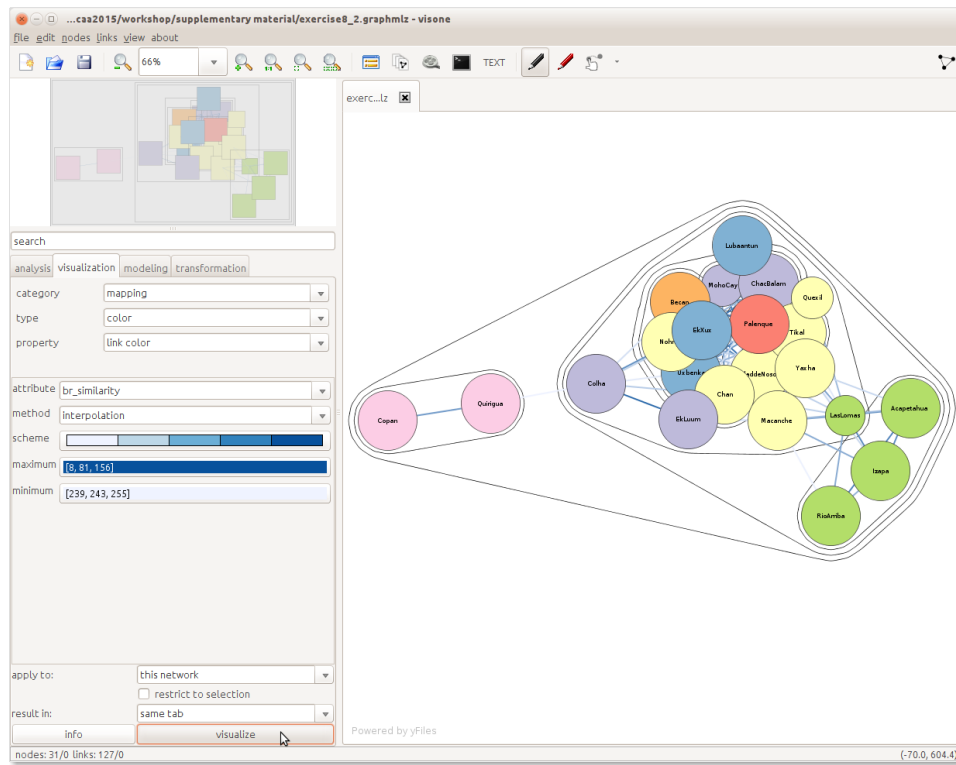 ...caa2015/workshop/supplementary material/exercise8_2.graphmlz - visone
file edit nodes links view about
66%
TEXT
exerc...lz
search
analysis visualization modeling transformation
category mapping
type color
property link color
attribute br_similarity
method interpolation
scheme
maximum [8, 81, 156]
minimum [239, 243, 255]
apply to: this network
restrict to selection
result in: same tab
info visualize
Lubaantun
MohoCay ChacBalam
Becan Quexil
Palenque
EkXux Tikal
Nohm
Uxbenka addeNosc Yaxha
Colha
Chan
Quirigua LasLomas Acapetahua
Copan EkLuum Macanche
Izapa
RioArriba
Powered by yFiles
nodes: 31/0 links: 127/0 (-70.0, 604.4)